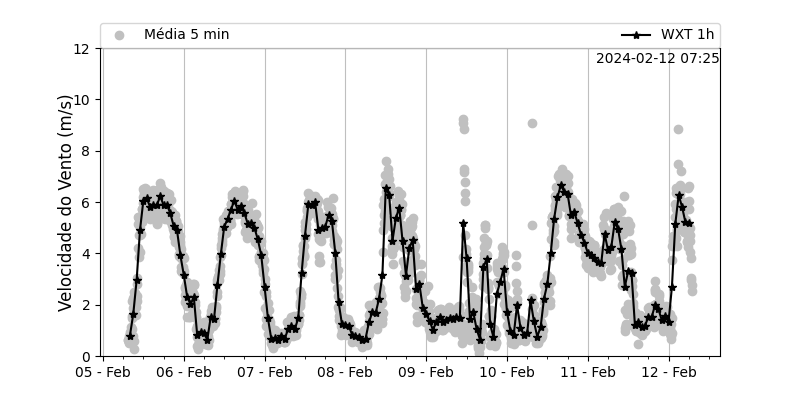 Média 5 min
WXT 1h
2024-02-12 07:25
Velocidade do Vento (m/s)
12
10
8
6
4
2
0
05 - Feb 06 - Feb 07 - Feb 08 - Feb 09 - Feb 10 - Feb 11 - Feb 12 - Feb